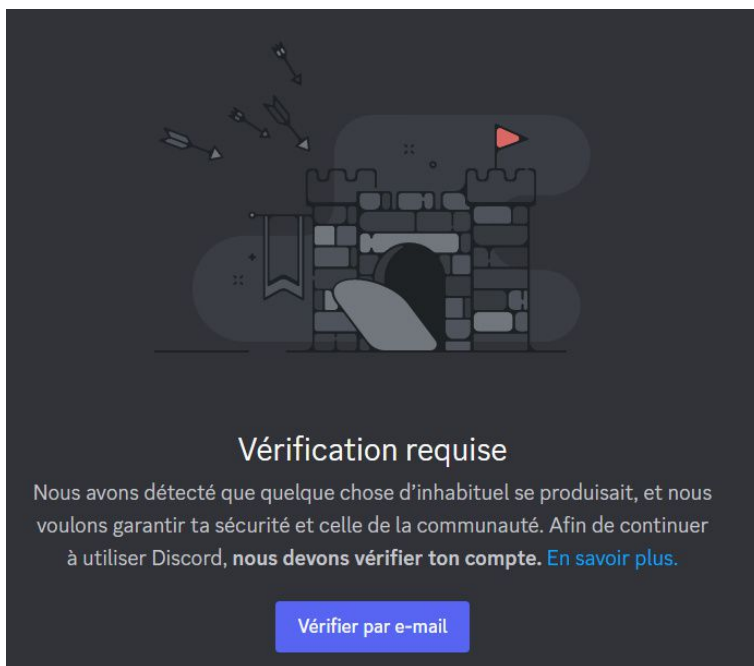 Vérification requise
Nous avons détecté que quelque chose d’inhabituel se produisait, et nous
voulons garantir ta sécurité et celle de la communauté. Afin de continuer
à utiliser Discord, nous devons vérifier ton compte. En savoir plus.
Vérifier par e-mail